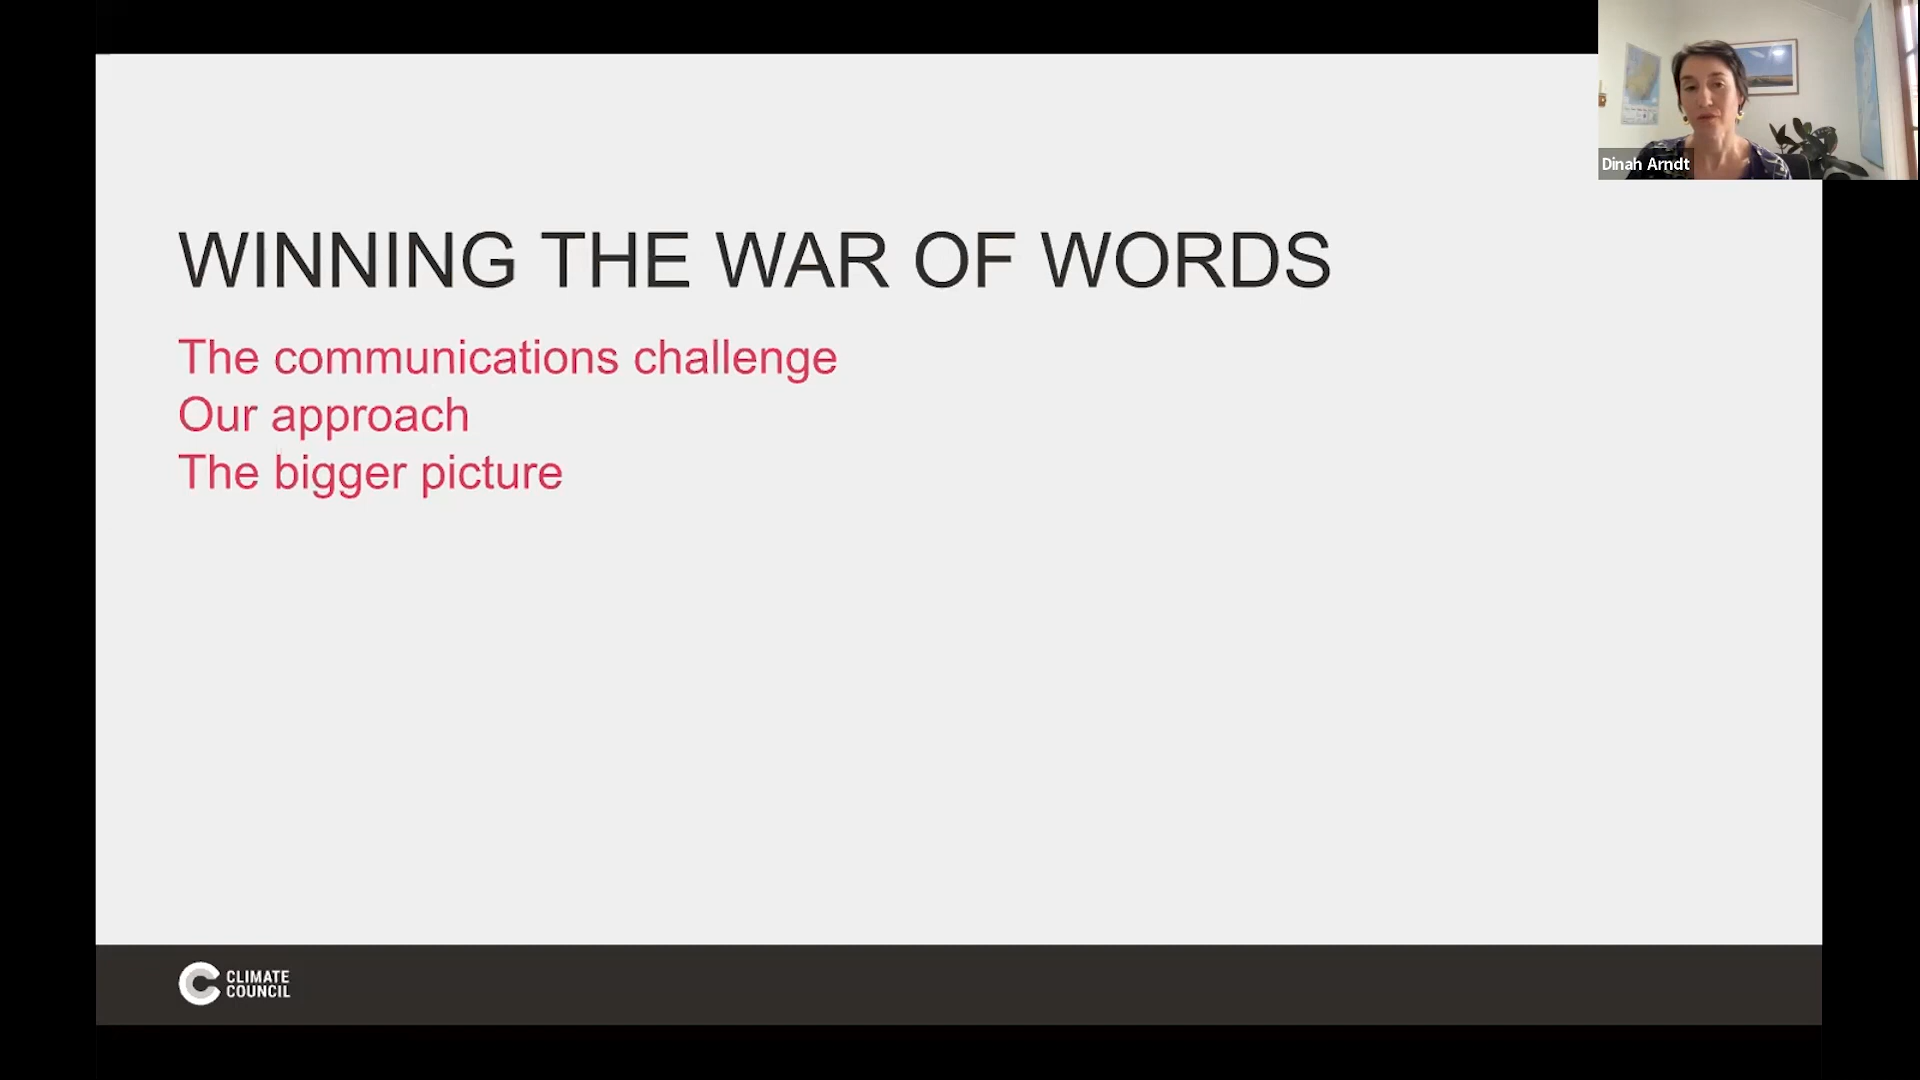 WINNING THE WAR OF WORDS
The communications challenge
Our approach
The bigger picture
Dinah Arndt
CLIMATE
COUNCIL